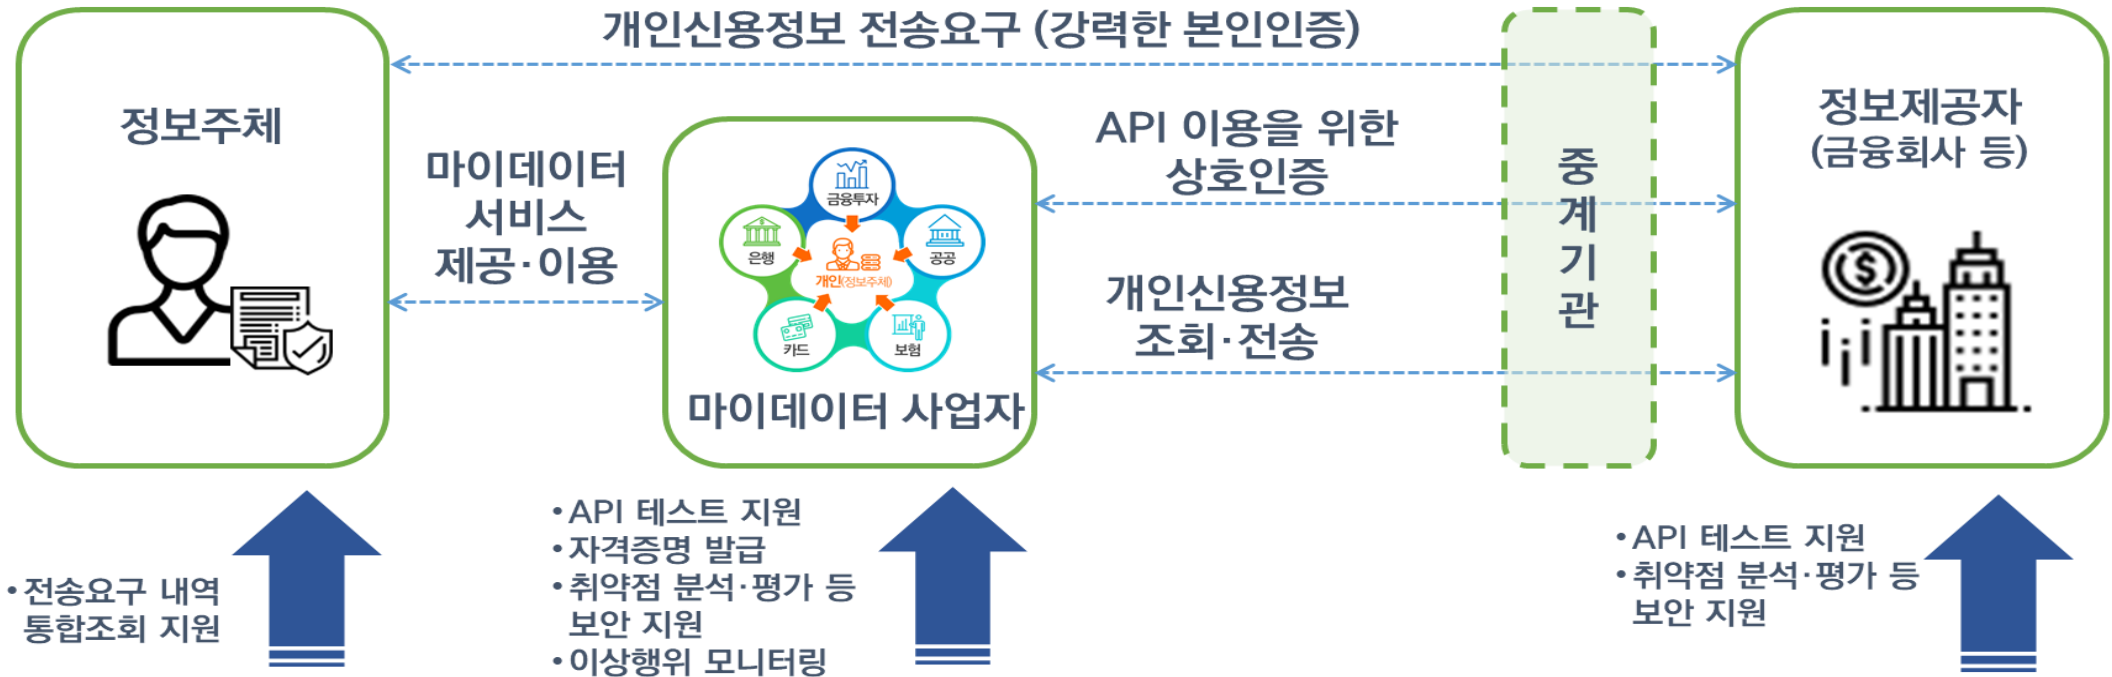 개인신용정보 전송요구 (강력한 본인인증)
정보주체
마이데이터
서비스
제공·이용
금융투자
은행
공공
개인(정보주체)
카드
보험
마이데이터 사업자
API 이용을 위한
상호인증
개인신용정보
조회·전송
중
계
기
관
정보제공자
(금융회사 등)
•전송요구 내역
통합조회 지원
•API 테스트 지원
•자격증명 발급
•취약점 분석·평가 등
보안 지원
•이상행위 모니터링
•API 테스트 지원
•취약점 분석·평가 등
보안 지원